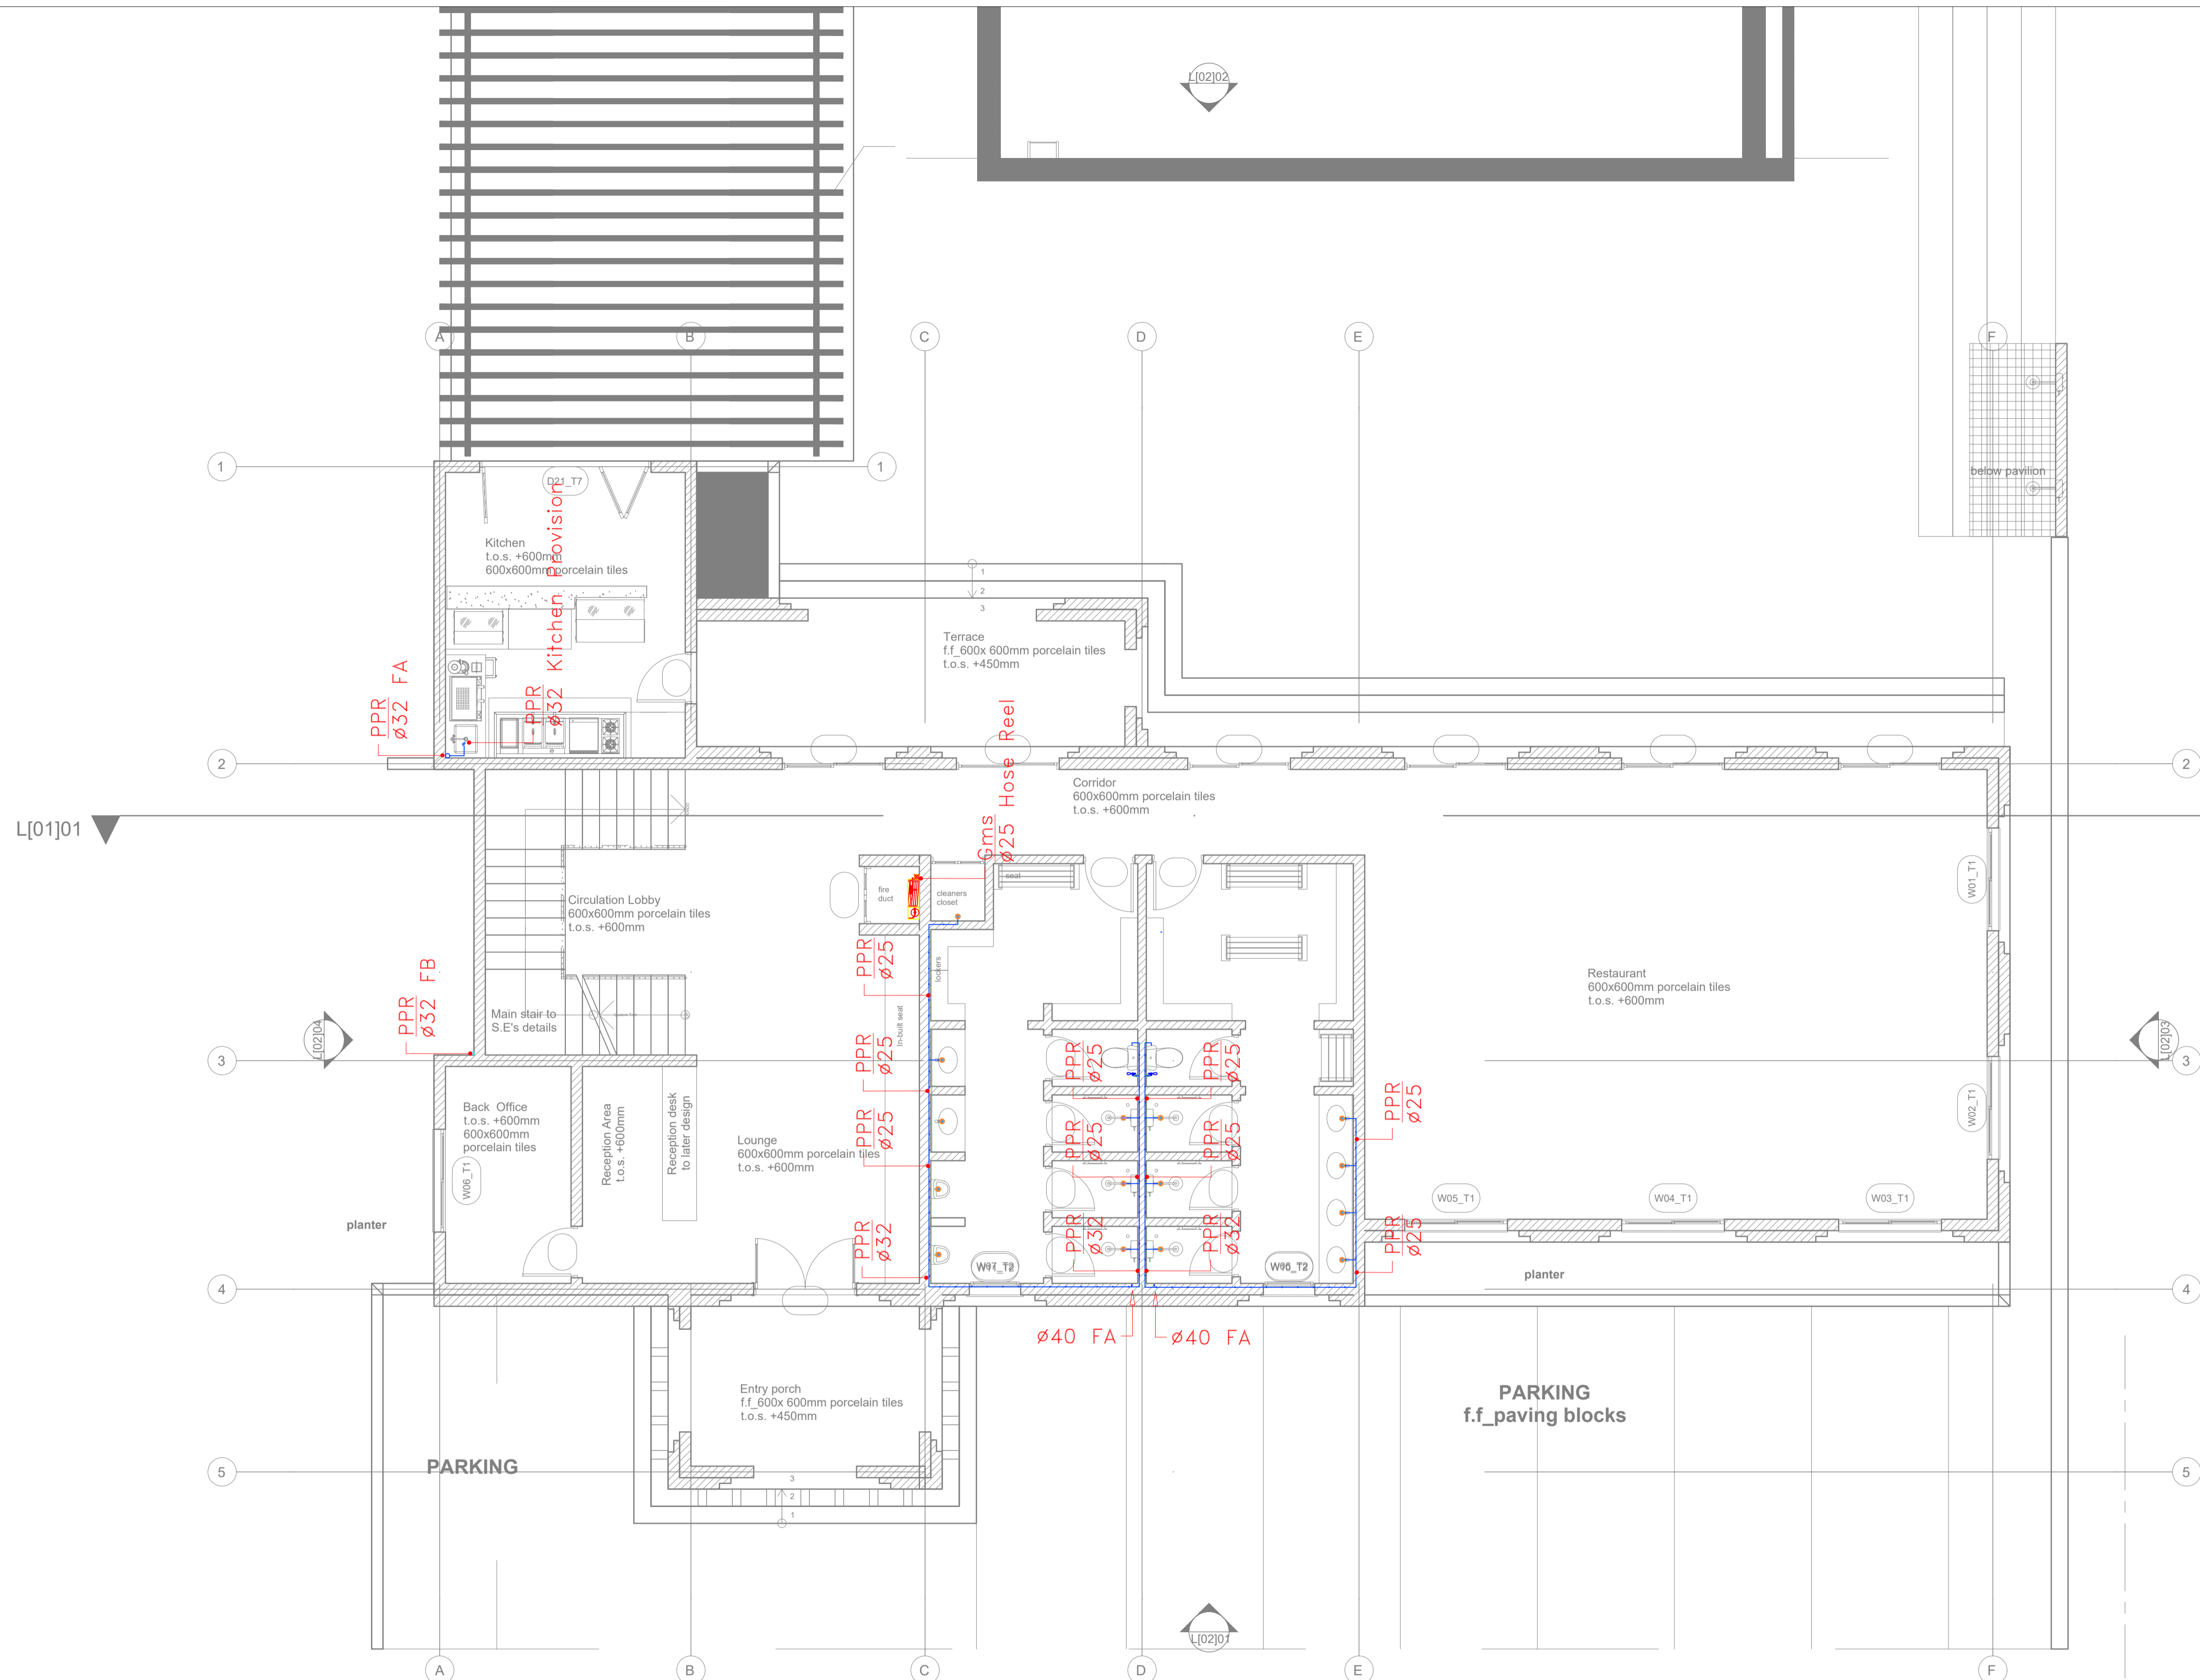 L[02]02
A
B
C
D
E
F
1
1
below pavilion
D21_T7
Kitchen
t.o.s. +600mm
600x600mm porcelain tiles
PPR
ø32 Kitchen Provision
PPR
ø32 FA
1
2
3
Terrace
f.f_600x 600mm porcelain tiles
t.o.s. +450mm
2
2
Gms
ø25 Hose Reel
Corridor
600x600mm porcelain tiles
t.o.s. +600mm
L[01]01
fire
duct
cleaners
closet
seat
W01_T1
Circulation Lobby
600x600mm porcelain tiles
t.o.s. +600mm
PPR
ø25
lockers
In-built seat
Restaurant
600x600mm porcelain tiles
t.o.s. +600mm
PPR
ø32 FB
Main stair to
S.E's details
L[02]04
L[02]03
3
3
PPR
ø25
PPR
ø25
PPR
ø25
PPR
ø25
Back Office
t.o.s. +600mm
600x600mm
porcelain tiles
Reception Area
t.o.s. +600mm
Reception desk
to later design
W02_T1
Lounge
600x600mm porcelain tiles
t.o.s. +600mm
PPR
ø25
PPR
ø25
PPR
ø25
W06_T1
W05_T1
W04_T1
W03_T1
planter
PPR
ø32
PPR
ø32
PPR
ø32
PPR
ø25
planter
4
4
ø40 FA
ø40 FA
Entry porch
f.f_600x 600mm porcelain tiles
t.o.s. +450mm
PARKING
f.f_paving blocks
PARKING
5
5
3
2
1
L[02]01
A
B
C
D
E
F